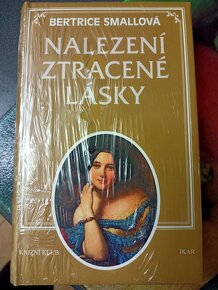 BERTRICE SMALLOVÁ
NALEZENÍ
ZTRACENÉ
LÁSKY
KNIŽNÍ KLUB
IKAR